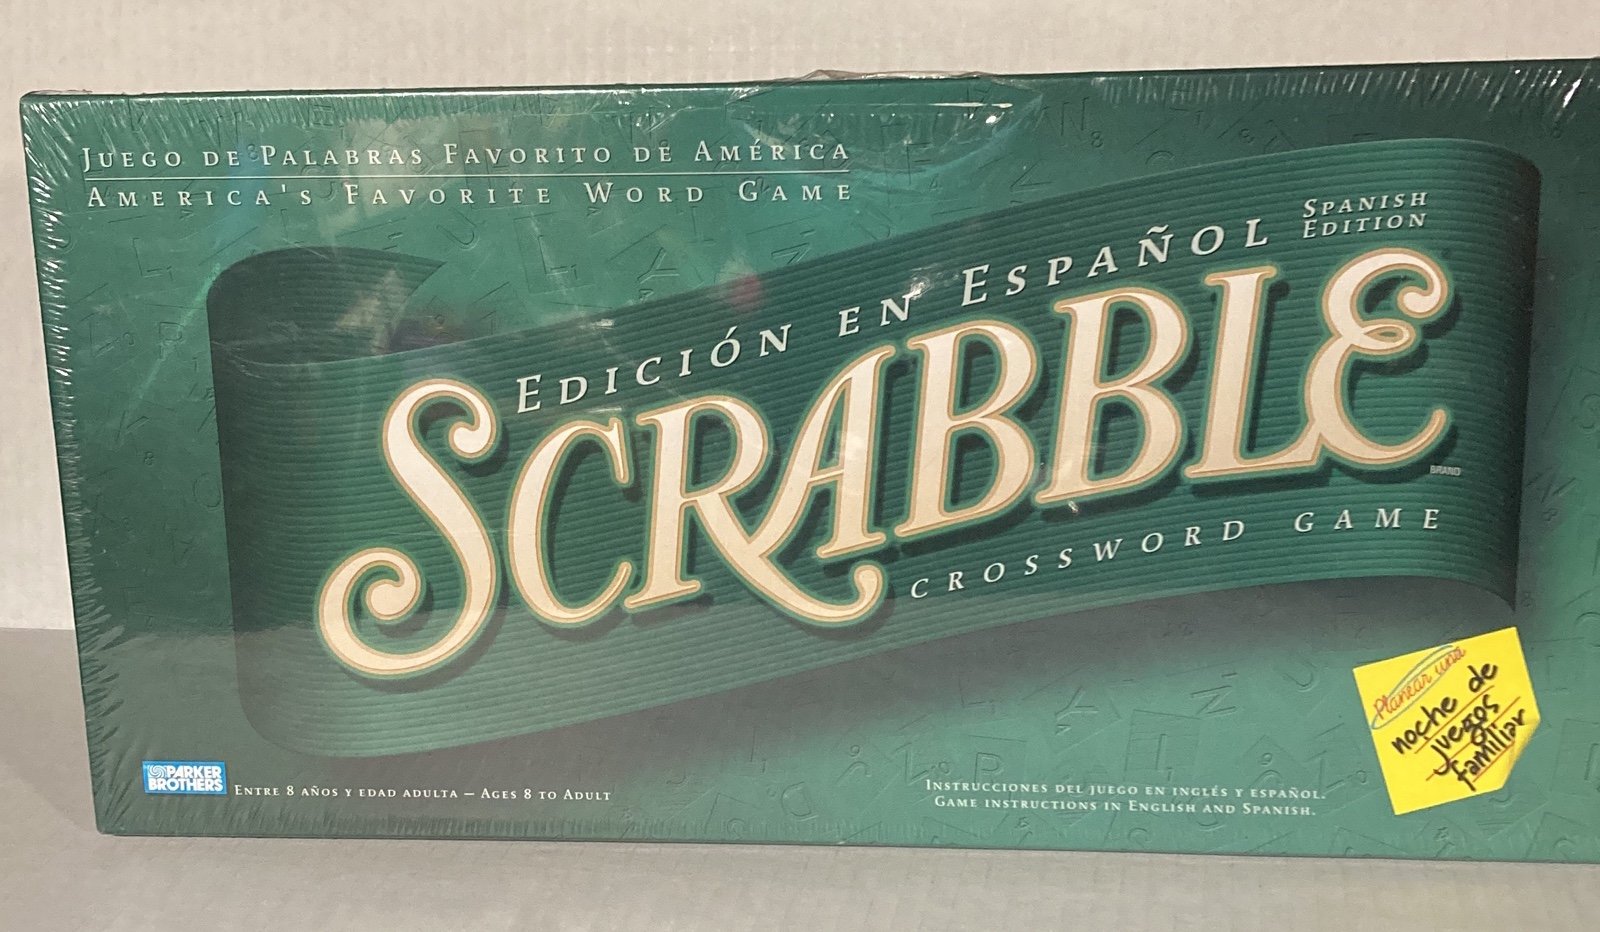 JUEGO DE PALABRAS FAVORITO DE AMÉRICA
AMERICA'S FAVORITE WORD GAME
EDICIÓN EN ESPAÑOL
SPANISH
EDITION
SCRABBLE
BRAND
CROSSWORD GAME
Planear una
noche de
juegos
familiar
PARKER
BROTHERS
ENTRE 8 AÑOS Y EDAD ADULTA – AGES 8 TO ADULT
INSTRUCCIONES DEL JUEGO EN INGLÉS Y ESPAÑOL.
GAME INSTRUCTIONS IN ENGLISH AND SPANISH.